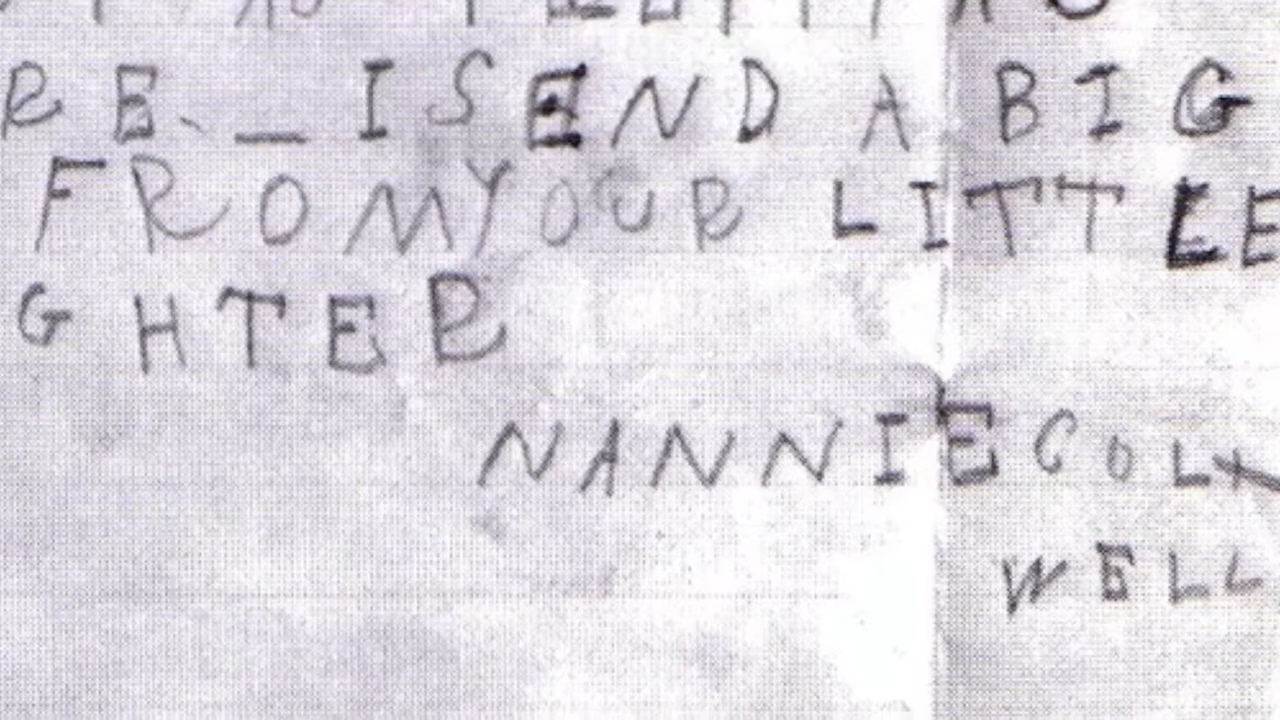 RE. _ I SEND A BIG
FROM YOUR LITTLE
GHTER
NANNIE COL
WELL